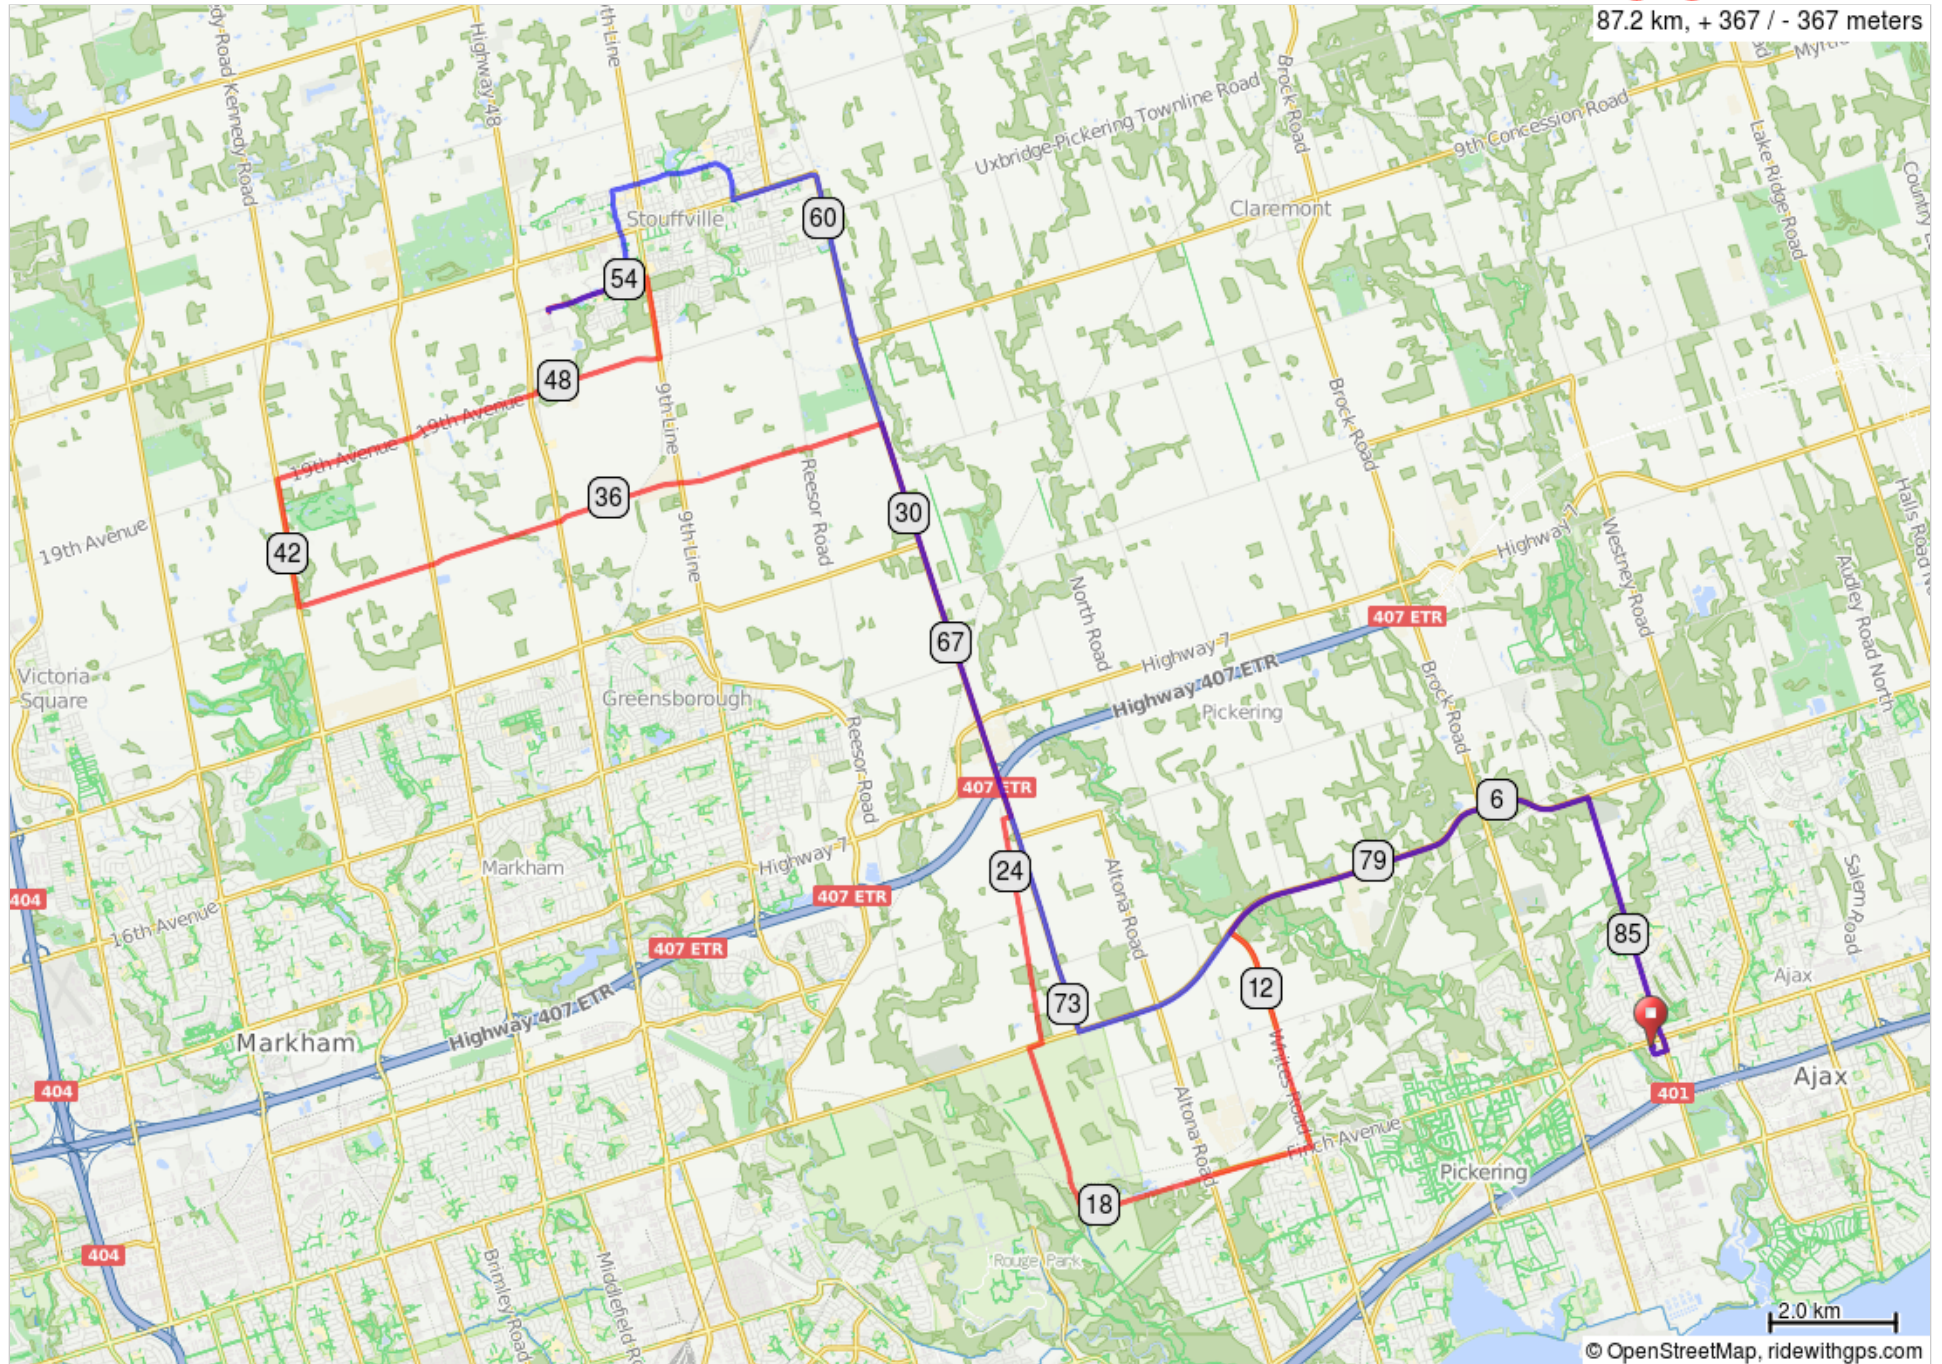 87.2 km, + 367 / - 367 meters
Kennedy Road
Highway 48
9th Line
Brock Road
Uxbridge-Pickering Townline Road
9th Concession Road
Lake Ridge Road
60
Stouffville
Claremont
54
48
19th Avenue
19th Avenue
9th Line
Brock Road
36
Reesor Road
30
19th Avenue
42
9th Line
Highway 7
Westney Road
Halls Road
Audley Road North
North Road
407 ETR
67
Highway 7
Victoria
Square
Greensborough
Highway 407 ETR
Pickering
Brock Road
Reesor Road
407 ETR
6
79
Markham
Highway 7
24
Altona Road
Salem Road
404
407 ETR
16th Avenue
407 ETR
85
Ajax
12
73
Highway 407 ETR
Markham
Whites Road
404
401
Ajax
Altona Road
Finch Avenue
Pickering
18
404
Brimley Road
Middlefield
Rouge Park
2.0 km
© OpenStreetMap, ridewithgps.com